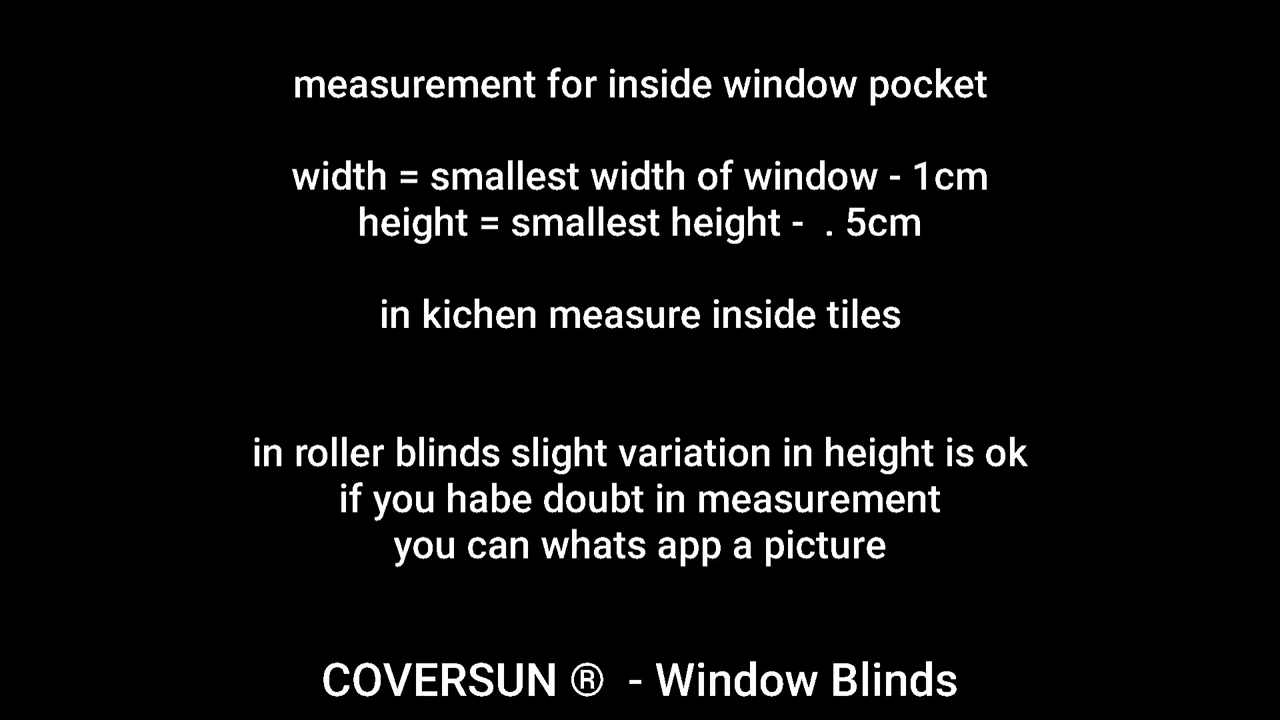 measurement for inside window pocket
width = smallest width of window - 1cm
height = smallest height -  . 5cm
in kichen measure inside tiles
in roller blinds slight variation in height is ok
if you habe doubt in measurement
you can whats app a picture
COVERSUN ®  - Window Blinds